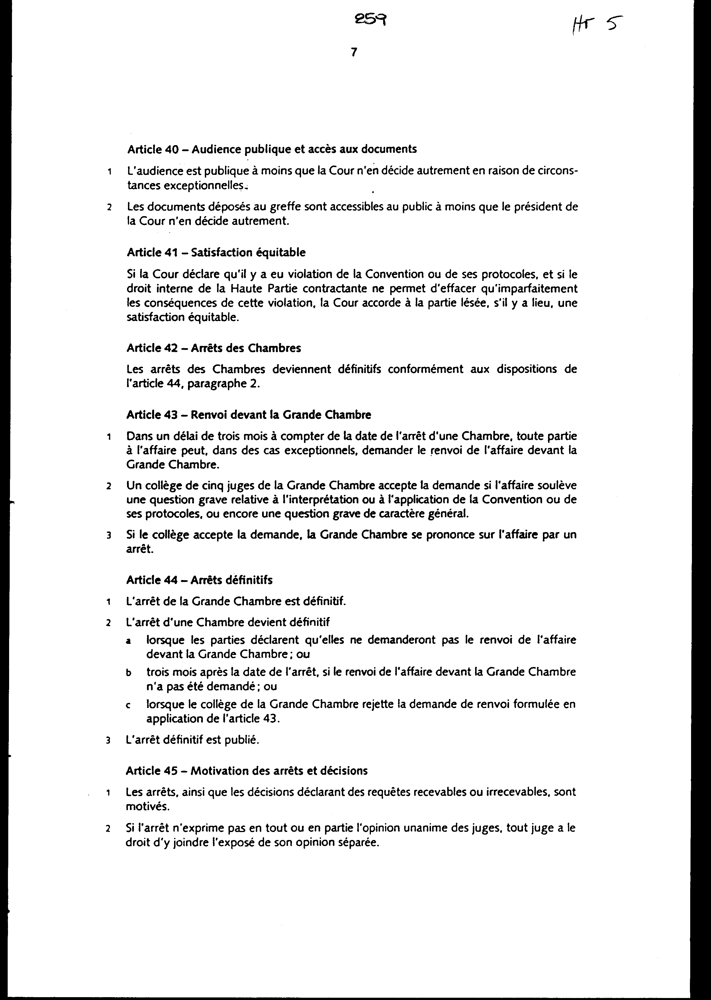 259
Hr 5
7
Article 40 – Audience publique et accès aux documents
1 L'audience est publique à moins que la Cour n'en décide autrement en raison de circons-
tances exceptionnelles.
2 Les documents déposés au greffe sont accessibles au public à moins que le président de
la Cour n'en décide autrement.
Article 41 – Satisfaction équitable
Si la Cour déclare qu'il y a eu violation de la Convention ou de ses protocoles, et si le
droit interne de la Haute Partie contractante ne permet d'effacer qu'imparfaitement
les conséquences de cette violation, la Cour accorde à la partie lésée, s'il y a lieu, une
satisfaction équitable.
Article 42 – Arrêts des Chambres
Les arrêts des Chambres deviennent définitifs conformément aux dispositions de
l'article 44, paragraphe 2.
Article 43 – Renvoi devant la Grande Chambre
1 Dans un délai de trois mois à compter de la date de l'arrêt d'une Chambre, toute partie
à l'affaire peut, dans des cas exceptionnels, demander le renvoi de l'affaire devant la
Grande Chambre.
2 Un collège de cinq juges de la Grande Chambre accepte la demande si l'affaire soulève
une question grave relative à l'interprétation ou à l'application de la Convention ou de
ses protocoles, ou encore une question grave de caractère général.
3 Si le collège accepte la demande, la Grande Chambre se prononce sur l'affaire par un
arrêt.
Article 44 – Arrêts définitifs
1 L'arrêt de la Grande Chambre est définitif.
2 L'arrêt d'une Chambre devient définitif
a lorsque les parties déclarent qu'elles ne demanderont pas le renvoi de l'affaire
devant la Grande Chambre ; ou
b trois mois après la date de l'arrêt, si le renvoi de l'affaire devant la Grande Chambre
n'a pas été demandé ; ou
c lorsque le collège de la Grande Chambre rejette la demande de renvoi formulée en
application de l'article 43.
3 L'arrêt définitif est publié.
Article 45 – Motivation des arrêts et décisions
1 Les arrêts, ainsi que les décisions déclarant des requêtes recevables ou irrecevables, sont
motivés.
2 Si l'arrêt n'exprime pas en tout ou en partie l'opinion unanime des juges, tout juge a le
droit d'y joindre l'exposé de son opinion séparée.